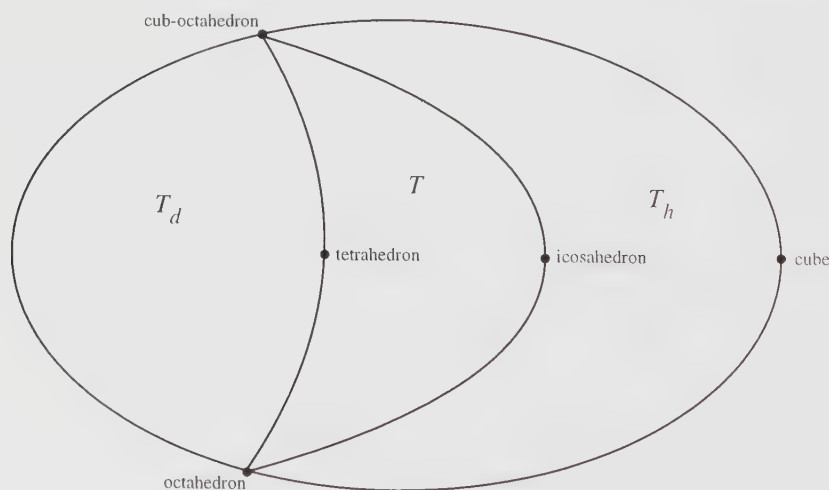 cub-octahedron
T_d
T
T_h
tetrahedron
icosahedron
cube
octahedron